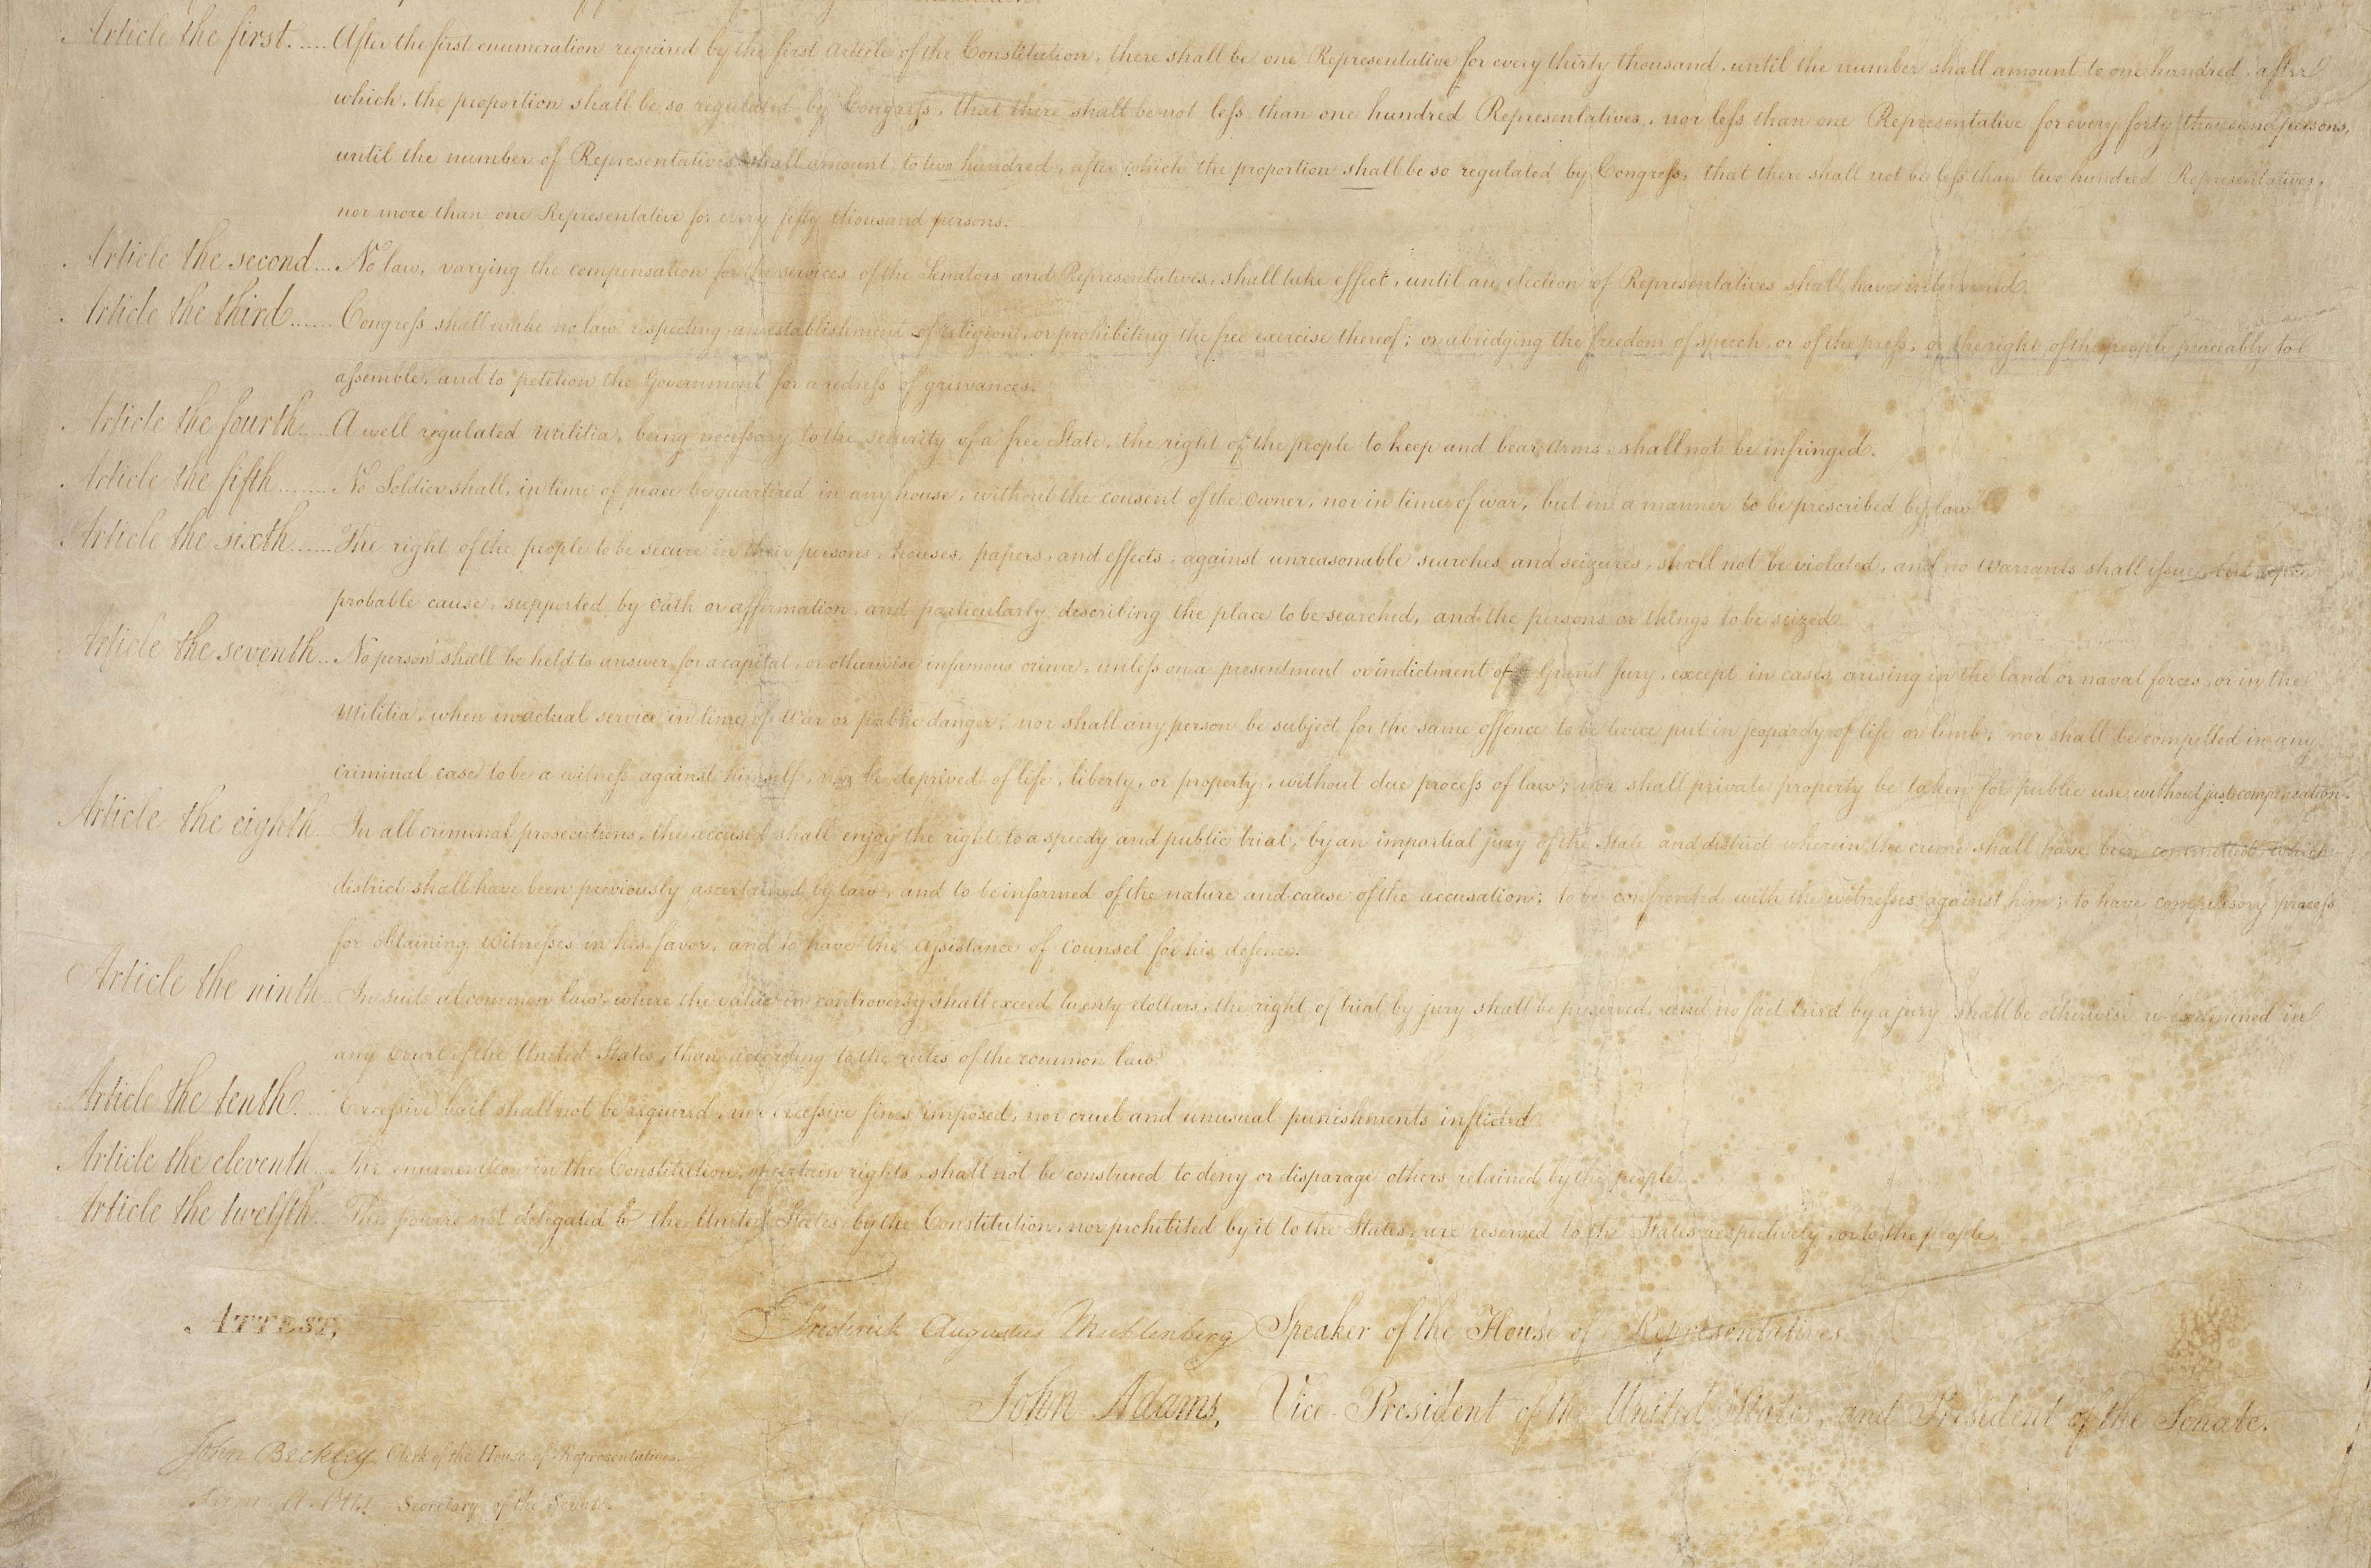 Article the first..... After the first enumeration required by the first Article of the Constitution, there shall be one Representative for every thirty thousand, until the number shall amount to one hundred, after
which, the proportion shall be so regulated by Congress, that there shall be not less than one hundred Representatives, nor less than one Representative for every forty thousand persons,
until the number of Representatives shall amount to two hundred, after which the proportion shall be so regulated by Congress, that there shall not be less than two hundred Representatives,
nor more than one Representative for every fifty thousand persons.
Article the second... No law, varying the compensation for the services of the Senators and Representatives, shall take effect, until an election of Representatives shall have intervened.
Article the third...... Congress shall make no law respecting an establishment of religion, or prohibiting the free exercise thereof; or abridging the freedom of speech, or of the press, or the right of the people peaceably to
assemble, and to petition the Government for a redress of grievances.
Article the fourth.... A well regulated Militia, being necessary to the security of a free State, the right of the people to keep and bear Arms, shall not be infringed.
Article the fifth........ No Soldier shall, in time of peace be quartered in any house, without the consent of the Owner, nor in time of war, but in a manner to be prescribed by law.
Article the sixth...... The right of the people to be secure in their persons, houses, papers, and effects, against unreasonable searches and seizures, shall not be violated, and no Warrants shall issue, but upon
probable cause, supported by Oath or affirmation, and particularly describing the place to be searched, and the persons or things to be seized.
Article the seventh.. No person shall be held to answer for a capital, or otherwise infamous crime, unless on a presentment or indictment of a Grand Jury, except in cases arising in the land or naval forces, or in the
Militia, when in actual service in time of War or public danger; nor shall any person be subject for the same offence to be twice put in jeopardy of life or limb; nor shall be compelled in any
criminal case to be a witness against himself, nor be deprived of life, liberty, or property, without due process of law; nor shall private property be taken for public use without just compensation.
Article the eighth.. In all criminal prosecutions, the accused shall enjoy the right to a speedy and public trial, by an impartial jury of the State and district wherein the crime shall have been committed, which
district shall have been previously ascertained by law, and to be informed of the nature and cause of the accusation; to be confronted with the witnesses against him; to have compulsory process
for obtaining Witnesses in his favor, and to have the Assistance of Counsel for his defence.
Article the ninth.. In suits at common law, where the value in controversy shall exceed twenty dollars, the right of trial by jury shall be preserved, and no fact tried by a jury shall be otherwise re-examined in
any Court of the United States, than according to the rules of the common law.
Article the tenth.... Excessive bail shall not be required, nor excessive fines imposed, nor cruel and unusual punishments inflicted.
Article the eleventh... The enumeration in the Constitution, of certain rights, shall not be construed to deny or disparage others retained by the people.
Article the twelfth.. The powers not delegated to the United States by the Constitution, nor prohibited by it to the States, are reserved to the States respectively, or to the people.
ATTEST,
Frederick Augustus Muhlenberg Speaker of the House of Representatives
John Adams, Vice-President of the United States, and President of the Senate.
John Beckley, Clerk of the House of Representatives.
Sam. A. Otis Secretary of the Senate.